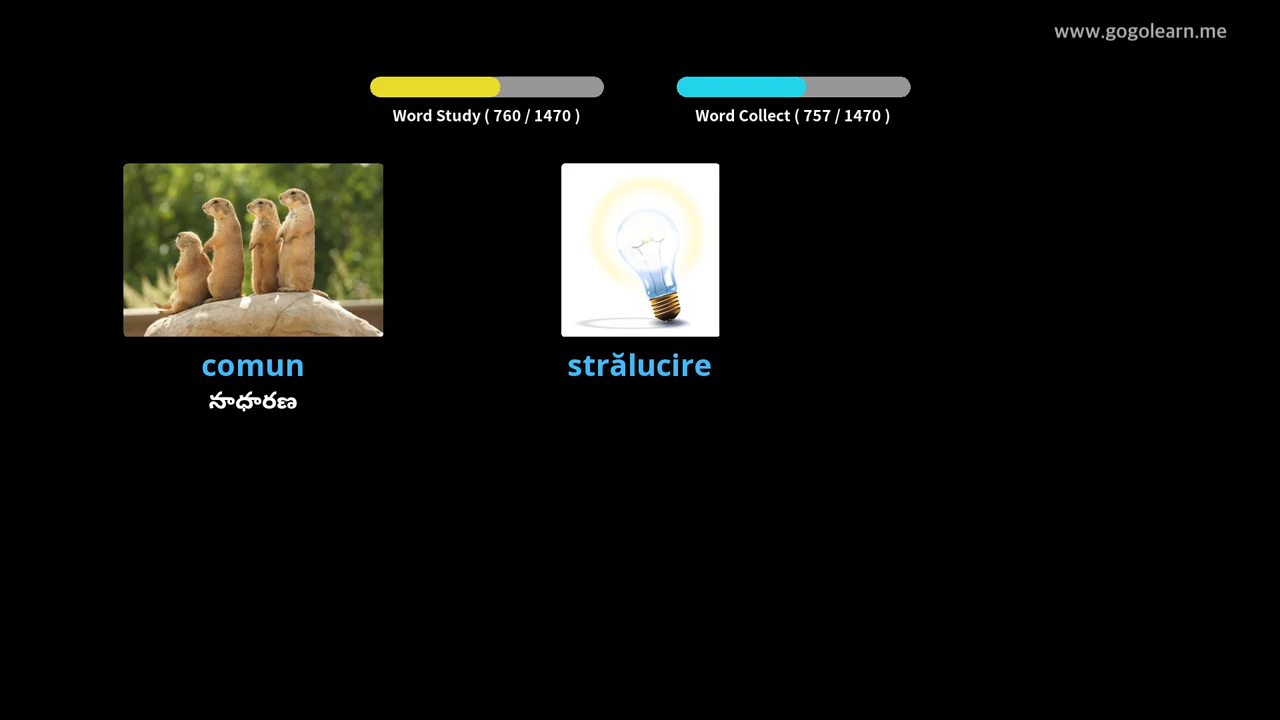 www.gogolearn.me
Word Study ( 760 / 1470 )
Word Collect ( 757 / 1470 )
comun
సాధారణ
strălucire